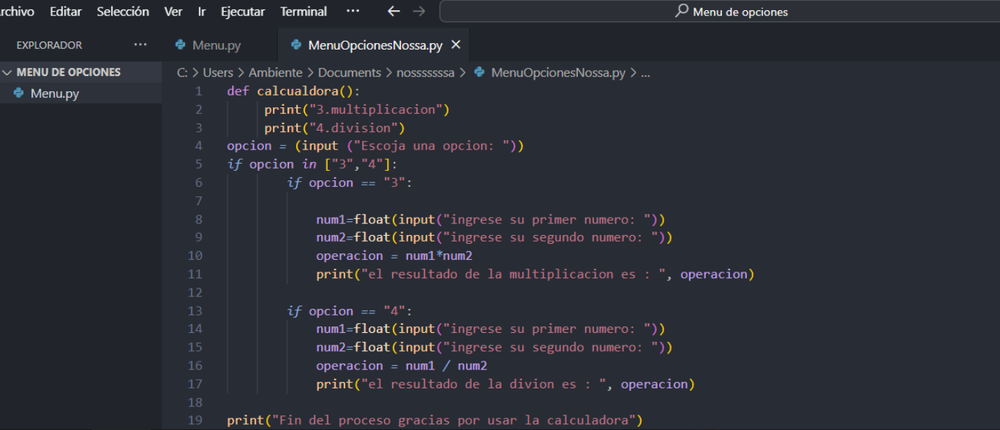 rchivo Editar Selección Ver Ir Ejecutar Terminal ··· ← → Menu de opciones
EXPLORADOR ··· Menu.py MenuOpcionesNossa.py ×
MENU DE OPCIONES C: > Users > Ambiente > Documents > nosssssssa > MenuOpcionesNossa.py > ...
Menu.py
1 def calcualdora():
2 print("3.multiplicacion")
3 print("4.division")
4 opcion = (input ("Escoja una opcion: "))
5 if opcion in ["3","4"]:
6 if opcion == "3":
7
8 num1=float(input("ingrese su primer numero: "))
9 num2=float(input("ingrese su segundo numero: "))
10 operacion = num1*num2
11 print("el resultado de la multiplicacion es : ", operacion)
12
13 if opcion == "4":
14 num1=float(input("ingrese su primer numero: "))
15 num2=float(input("ingrese su segundo numero: "))
16 operacion = num1 / num2
17 print("el resultado de la divion es : ", operacion)
18
19 print("Fin del proceso gracias por usar la calculadora")